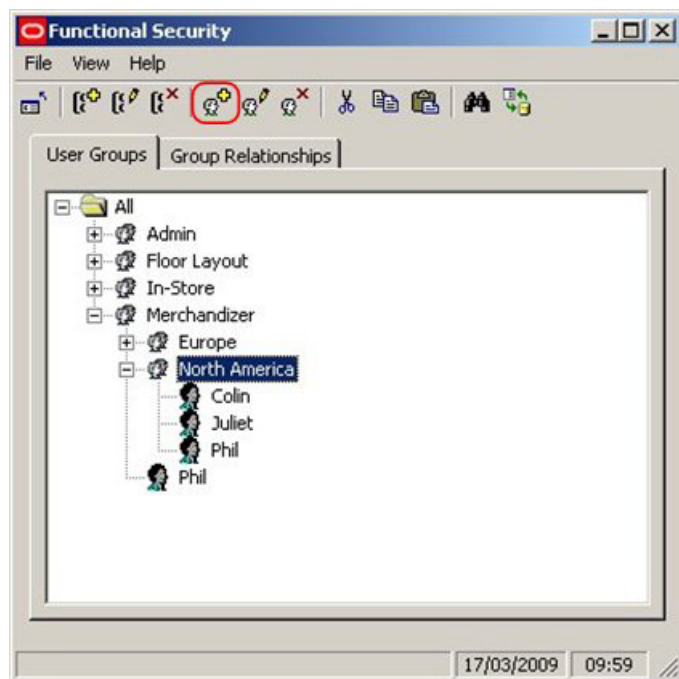 Functional Security
File View Help
User Groups Group Relationships
All
Admin
Floor Layout
In-Store
Merchandizer
Europe
North America
Colin
Juliet
Phil
Phil
17/03/2009 09:59